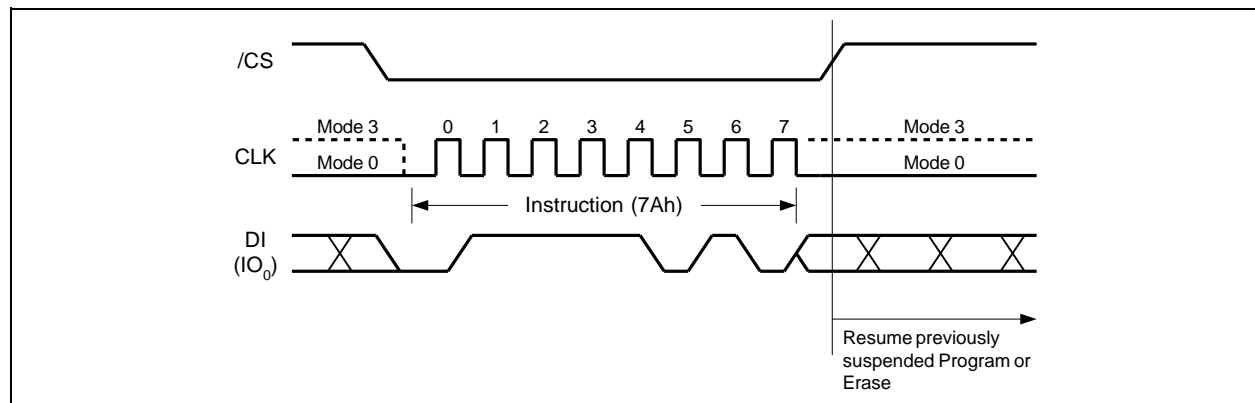 /CS
Mode 3 0 1 2 3 4 5 6 7 Mode 3
CLK
Mode 0 Mode 0
Instruction (7Ah)
DI
(IO0)
Resume previously
suspended Program or
Erase